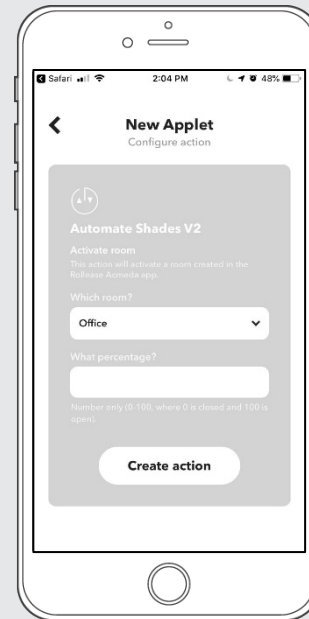 Safari 2:04 PM 48%
New Applet
Configure action
Automate Shades V2
Activate room
This action will activate a room created in the
Rollease Acmeda app.
Which room?
Office
What percentage?
Number only (0-100, where 0 is closed and 100 is
open).
Create action